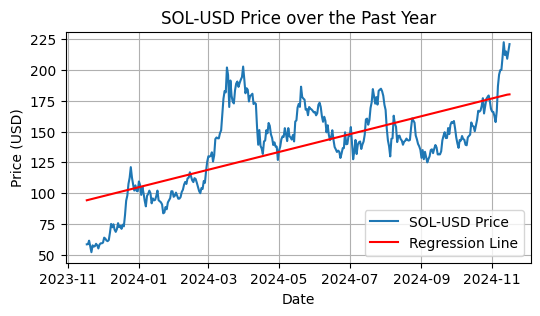 SOL-USD Price over the Past Year
Price (USD)
225
200
175
150
125
100
75
50
SOL-USD Price
Regression Line
2023-11 2024-01 2024-03 2024-05 2024-07 2024-09 2024-11
Date